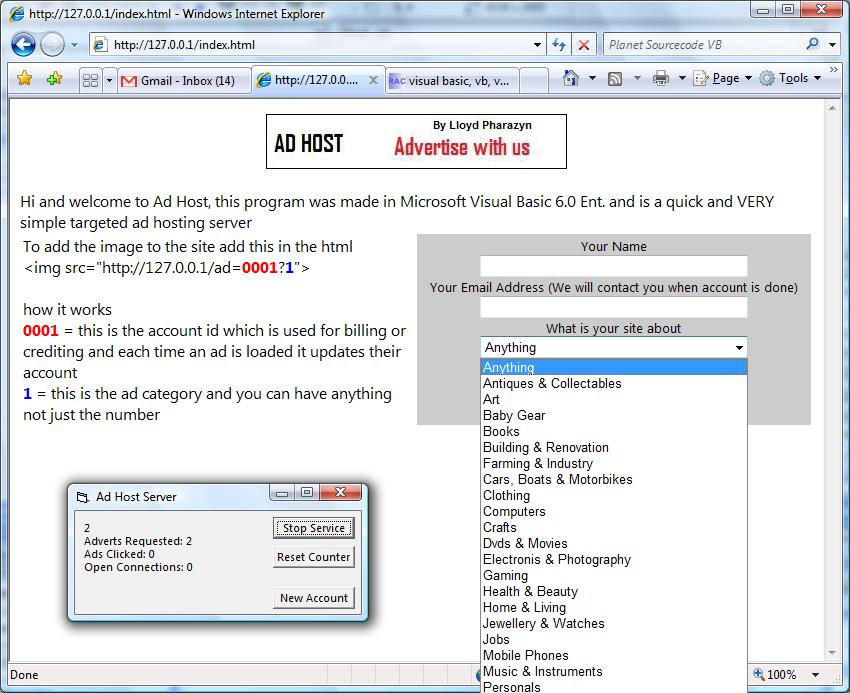 http://127.0.0.1/index.html - Windows Internet Explorer
http://127.0.0.1/index.html
Planet Sourcecode VB
Gmail - Inbox (14)
http://127.0.0....
RAC visual basic, vb, v...
Page
Tools
By Lloyd Pharazyn
AD HOST
Advertise with us
Hi and welcome to Ad Host, this program was made in Microsoft Visual Basic 6.0 Ent. and is a quick and VERY
simple targeted ad hosting server
To add the image to the site add this in the html
<img src="http://127.0.0.1/ad=0001?1">
how it works
0001 = this is the account id which is used for billing or
crediting and each time an ad is loaded it updates their
account
1 = this is the ad category and you can have anything
not just the number
Your Name
Your Email Address (We will contact you when account is done)
What is your site about
Anything
Anything
Antiques & Collectables
Art
Baby Gear
Books
Building & Renovation
Farming & Industry
Cars, Boats & Motorbikes
Clothing
Computers
Crafts
Dvds & Movies
Electronis & Photography
Gaming
Health & Beauty
Home & Living
Jewellery & Watches
Jobs
Mobile Phones
Music & Instruments
Personals
Ad Host Server
2
Adverts Requested: 2
Ads Clicked: 0
Open Connections: 0
Stop Service
Reset Counter
New Account
Done
100%